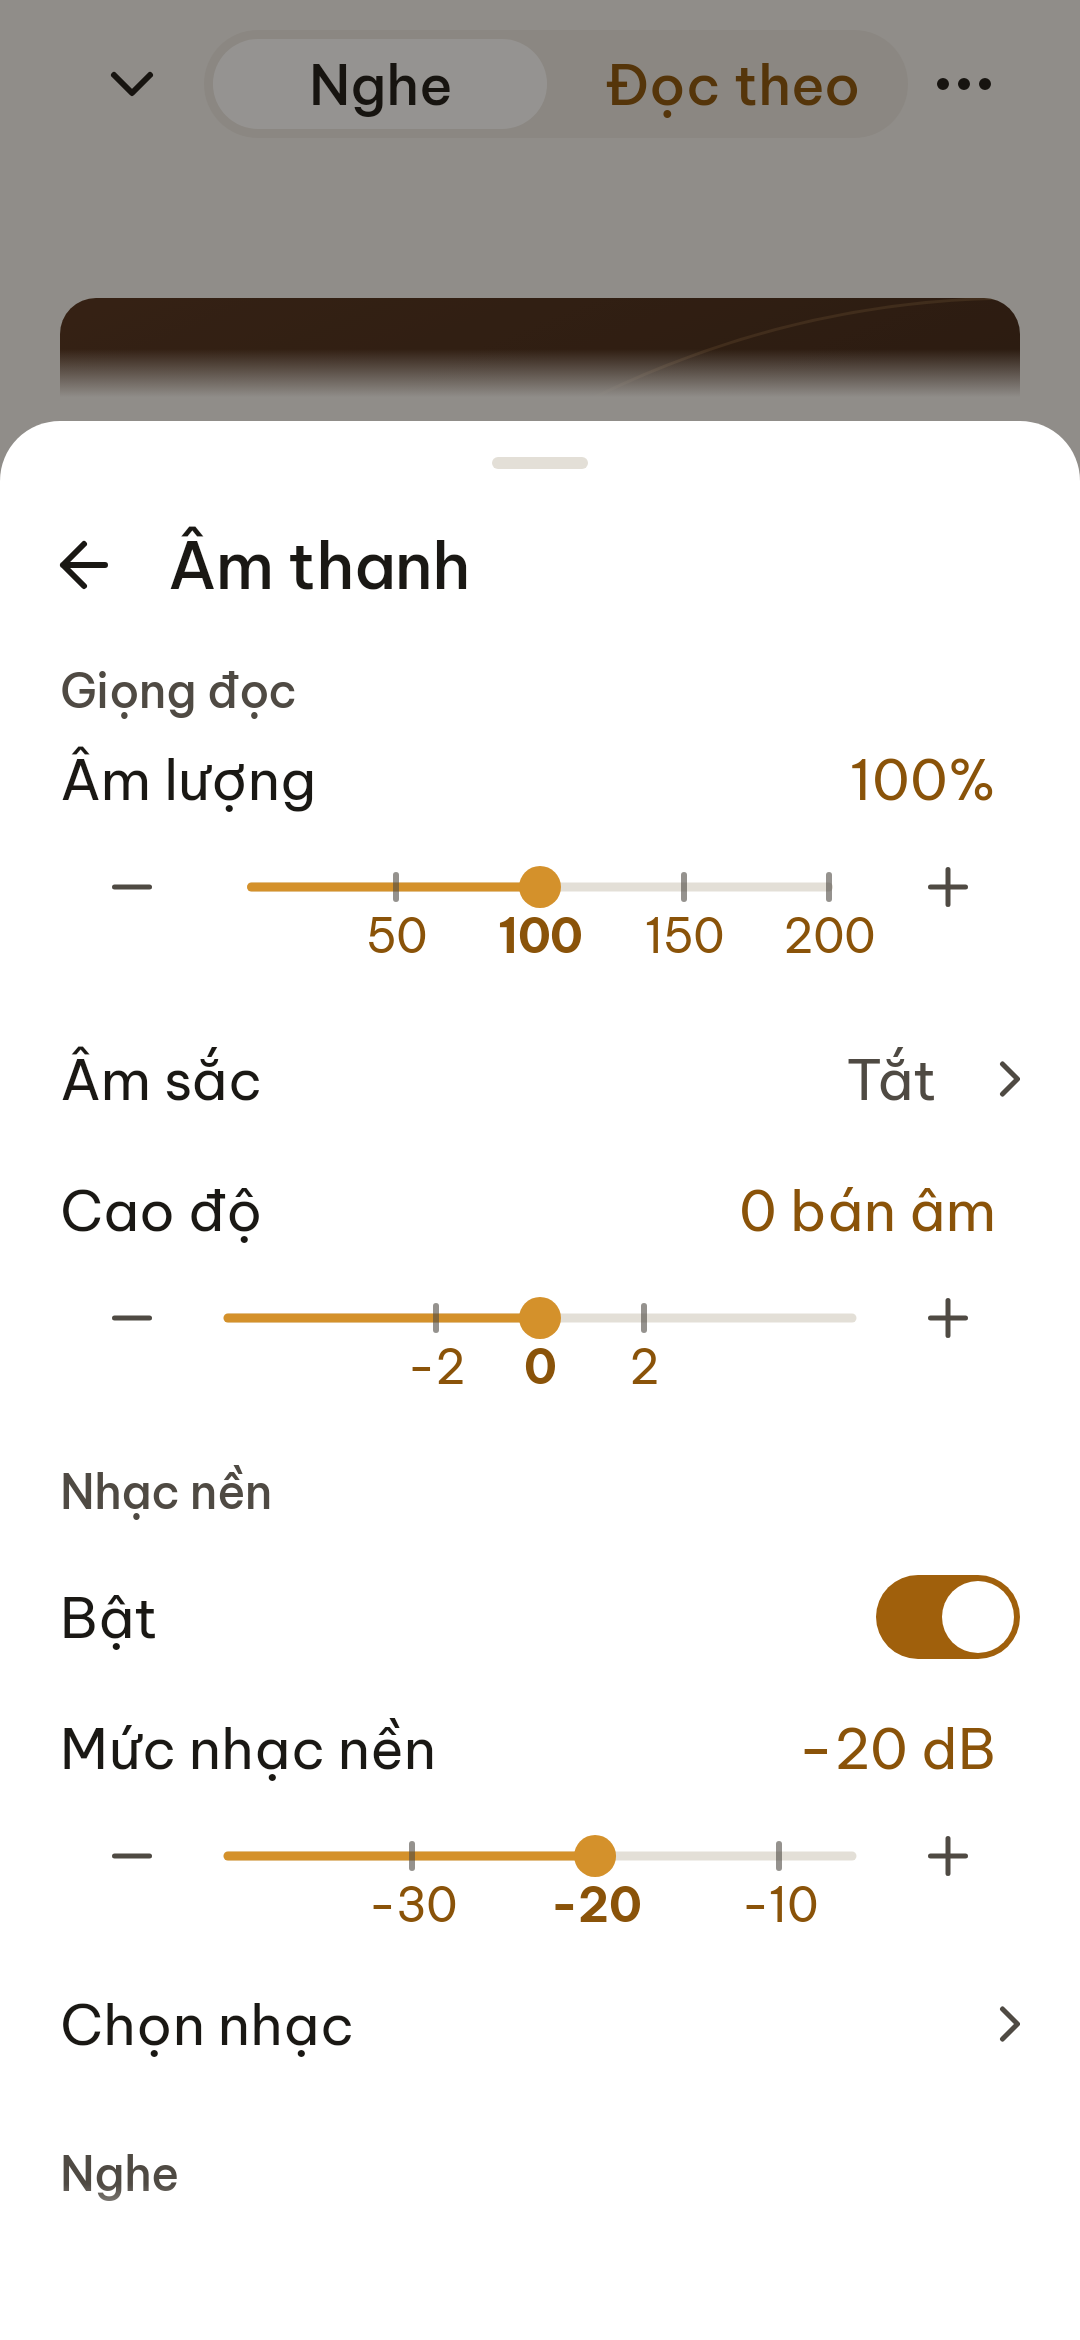 Nghe Đọc theo
Âm thanh
Giọng đọc
Âm lượng 100%
50 100 150 200
Âm sắc Tắt
Cao độ 0 bán âm
-2 0 2
Nhạc nền
Bật
Mức nhạc nền -20 dB
-30 -20 -10
Chọn nhạc
Nghe